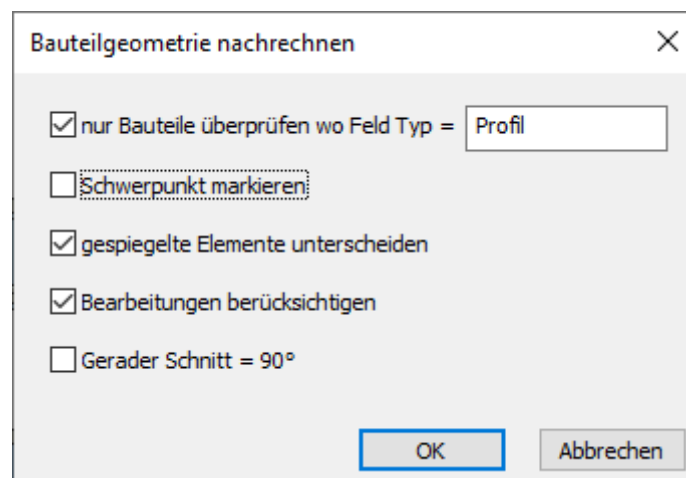 Bauteilgeometrie nachrechnen
nur Bauteile überprüfen wo Feld Typ = Profil
Schwerpunkt markieren
gespiegelte Elemente unterscheiden
Bearbeitungen berücksichtigen
Gerader Schnitt = 90°
OK Abbrechen